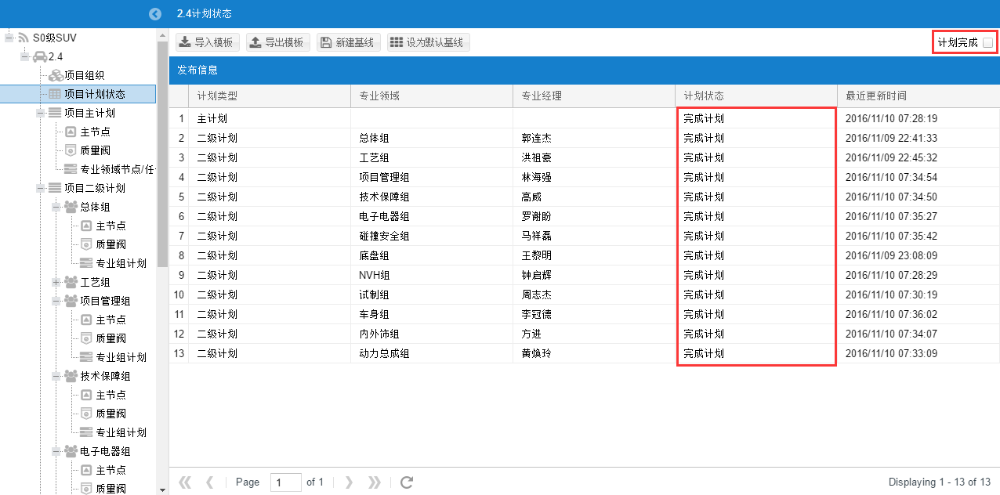 2.4计划状态
S0级SUV
2.4
项目组织
项目计划状态
项目主计划
主节点
质量阀
专业领域节点/任
项目二级计划
总体组
主节点
质量阀
专业组计划
工艺组
项目管理组
主节点
质量阀
专业组计划
技术保障组
主节点
质量阀
专业组计划
电子电器组
主节点
质量阀
导入模板 导出模板 新建基线 设为默认基线 计划完成
发布信息
计划类型 专业领域 专业经理 计划状态 最近更新时间
1 主计划 完成计划 2016/11/10 07:28:19
2 二级计划 总体组 郭连杰 完成计划 2016/11/09 22:41:33
3 二级计划 工艺组 洪祖豪 完成计划 2016/11/09 22:45:32
4 二级计划 项目管理组 林海强 完成计划 2016/11/10 07:34:54
5 二级计划 技术保障组 高威 完成计划 2016/11/10 07:34:50
6 二级计划 电子电器组 罗谢盼 完成计划 2016/11/10 07:35:27
7 二级计划 碰撞安全组 马祥磊 完成计划 2016/11/10 07:35:42
8 二级计划 底盘组 王黎明 完成计划 2016/11/09 23:08:09
9 二级计划 NVH组 钟启辉 完成计划 2016/11/10 07:28:29
10 二级计划 试制组 周志杰 完成计划 2016/11/10 07:30:19
11 二级计划 车身组 李冠德 完成计划 2016/11/10 07:36:02
12 二级计划 内外饰组 方进 完成计划 2016/11/10 07:34:07
13 二级计划 动力总成组 黄焕玲 完成计划 2016/11/10 07:33:09
Page 1 of 1 Displaying 1 - 13 of 13